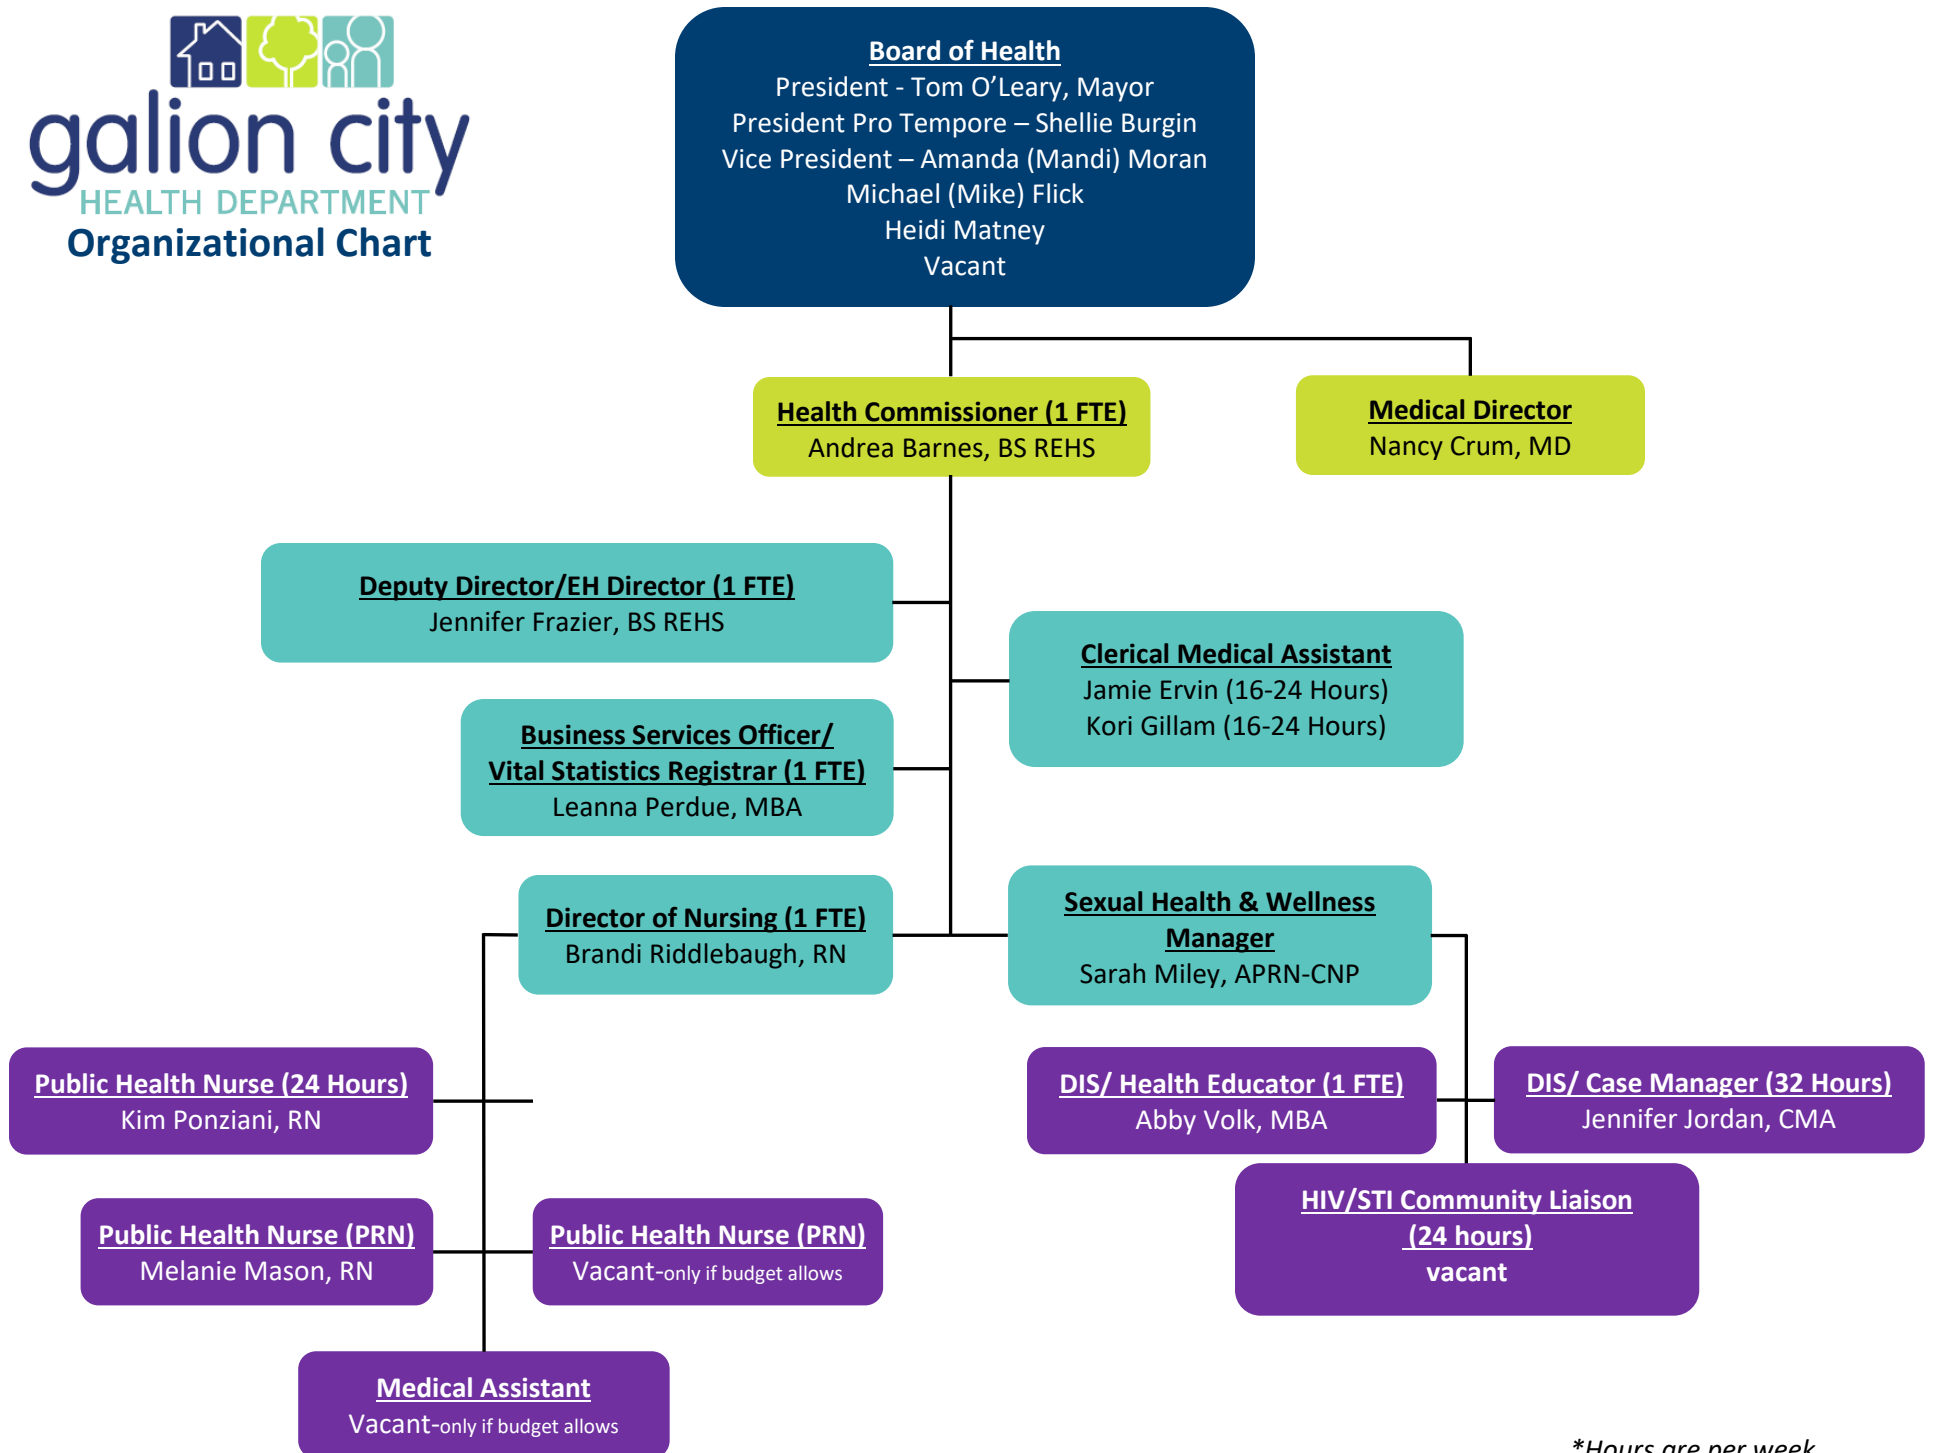 galion city
HEALTH DEPARTMENT
Organizational Chart
Board of Health
President - Tom O’Leary, Mayor
President Pro Tempore – Shellie Burgin
Vice President – Amanda (Mandi) Moran
Michael (Mike) Flick
Heidi Matney
Vacant
Health Commissioner (1 FTE)
Andrea Barnes, BS REHS
Medical Director
Nancy Crum, MD
Deputy Director/EH Director (1 FTE)
Jennifer Frazier, BS REHS
Clerical Medical Assistant
Jamie Ervin (16-24 Hours)
Kori Gillam (16-24 Hours)
Business Services Officer/
Vital Statistics Registrar (1 FTE)
Leanna Perdue, MBA
Director of Nursing (1 FTE)
Brandi Riddlebaugh, RN
Sexual Health & Wellness
Manager
Sarah Miley, APRN-CNP
Public Health Nurse (24 Hours)
Kim Ponziani, RN
DIS/ Health Educator (1 FTE)
Abby Volk, MBA
DIS/ Case Manager (32 Hours)
Jennifer Jordan, CMA
Public Health Nurse (PRN)
Melanie Mason, RN
Public Health Nurse (PRN)
Vacant-only if budget allows
HIV/STI Community Liaison
(24 hours)
vacant
Medical Assistant
Vacant-only if budget allows
*Hours are per week